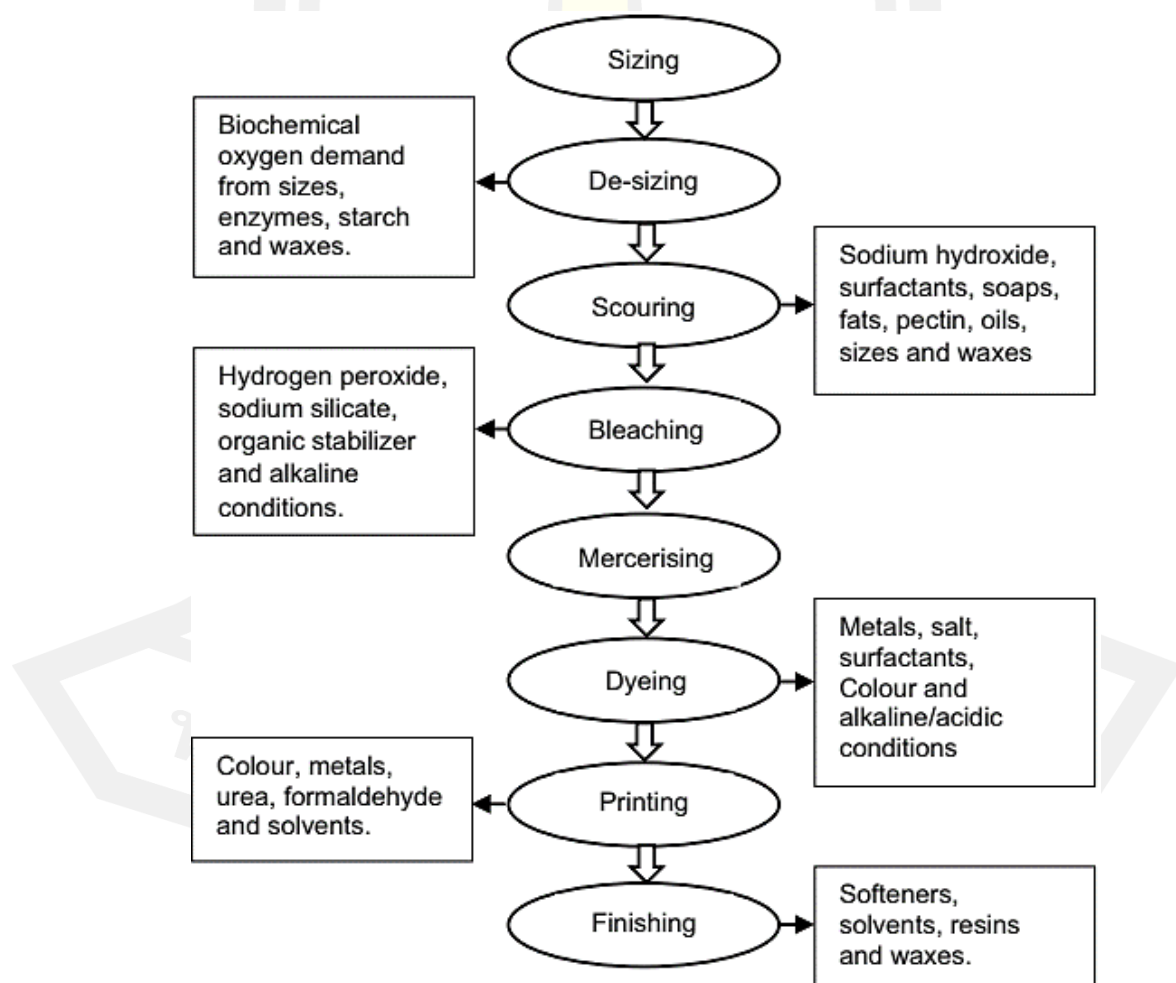 Sizing
Biochemical
oxygen demand
from sizes,
enzymes, starch
and waxes.
De-sizing
Scouring
Sodium hydroxide,
surfactants, soaps,
fats, pectin, oils,
sizes and waxes
Hydrogen peroxide,
sodium silicate,
organic stabilizer
and alkaline
conditions.
Bleaching
Mercerising
Dyeing
Metals, salt,
surfactants,
Colour and
alkaline/acidic
conditions
Colour, metals,
urea, formaldehyde
and solvents.
Printing
Finishing
Softeners,
solvents, resins
and waxes.